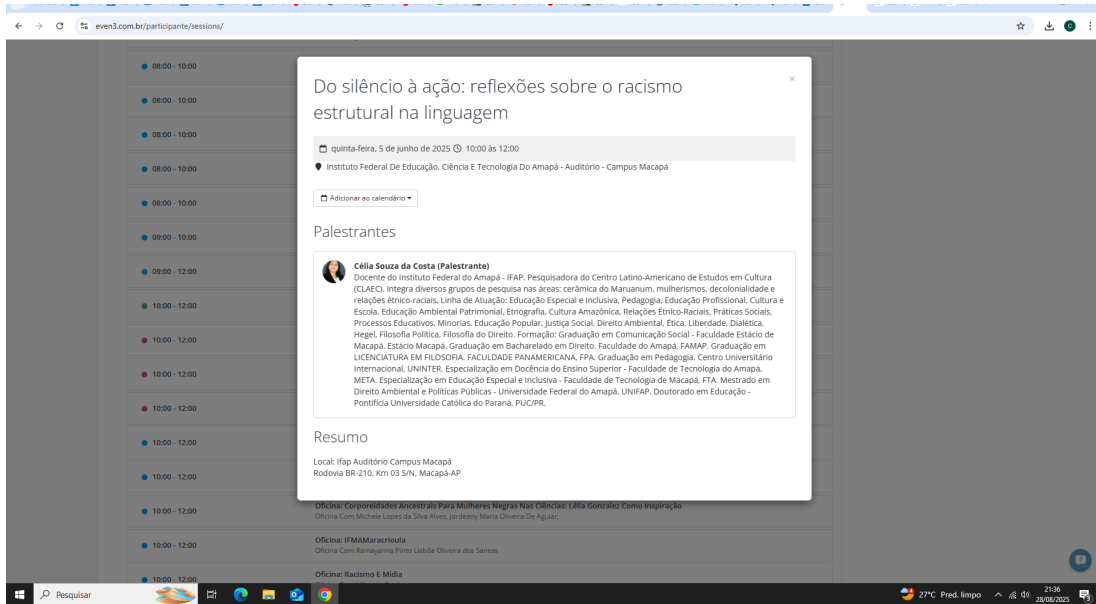 even3.com.br/participante/sessions/
08:00 - 10:00
08:00 - 10:00
08:00 - 10:00
08:00 - 10:00
08:00 - 10:00
09:00 - 10:00
09:00 - 12:00
10:00 - 12:00
10:00 - 12:00
10:00 - 12:00
10:00 - 12:00
10:00 - 12:00
10:00 - 12:00
10:00 - 12:00
10:00 - 12:00
10:00 - 12:00
Do silêncio à ação: reflexões sobre o racismo
estrutural na linguagem
×
quinta-feira, 5 de junho de 2025 10:00 às 12:00
Instituto Federal De Educação, Ciência E Tecnologia Do Amapá - Auditório - Campus Macapá
Adicionar ao calendário
Palestrantes
Célia Souza da Costa (Palestrante)
Docente do Instituto Federal do Amapá - IFAP. Pesquisadora do Centro Latino-Americano de Estudos em Cultura
(CLAEC). Integra diversos grupos de pesquisa nas áreas: cerâmica do Maruanum, mulherismos, decolonialidade e
relações étnico-raciais. Linha de Atuação: Educação Especial e Inclusiva, Pedagogia, Educação Profissional, Cultura e
Escola. Educação Ambiental Patrimonial, Etnografia, Cultura Amazônica, Relações Étnico-Raciais, Práticas Sociais,
Processos Educativos, Minorias, Educação Popular, Justiça Social, Direito Ambiental, Ética, Liberdade, Dialética,
Hegel, Filosofia Política, Filosofia do Direito. Formação: Graduação em Comunicação Social - Faculdade Estácio de
Macapá, Estácio Macapá. Graduação em Bacharelado em Direito. Faculdade do Amapá, FAMAP. Graduação em
LICENCIATURA EM FILOSOFIA. FACULDADE PANAMERICANA, FPA. Graduação em Pedagogia. Centro Universitário
Internacional, UNINTER. Especialização em Docência do Ensino Superior - Faculdade de Tecnologia do Amapá,
META. Especialização em Educação Especial e Inclusiva - Faculdade de Tecnologia de Macapá, FTA. Mestrado em
Direito Ambiental e Políticas Públicas - Universidade Federal do Amapá, UNIFAP. Doutorado em Educação -
Pontifícia Universidade Católica do Paraná, PUC/PR.
Resumo
Local: Ifap Auditório Campus Macapá
Rodovia BR-210, Km 03 S/N, Macapá-AP
Oficina: Corporeidades Ancestrais Para Mulheres Negras Nas Ciências: Lélia Gonzalez Como Inspiração
Oficina Com Michele Lopes da Silva Alves, Jordeany Maria Oliveira De Aguiar,
Oficina: IFMAMaracrioula
Oficina Com Ramayanna Pinto Lisbôa Oliveira dos Santos
Oficina: Racismo E Mídia
Pesquisar
27°C Pred. limpo
21:36
28/08/2025